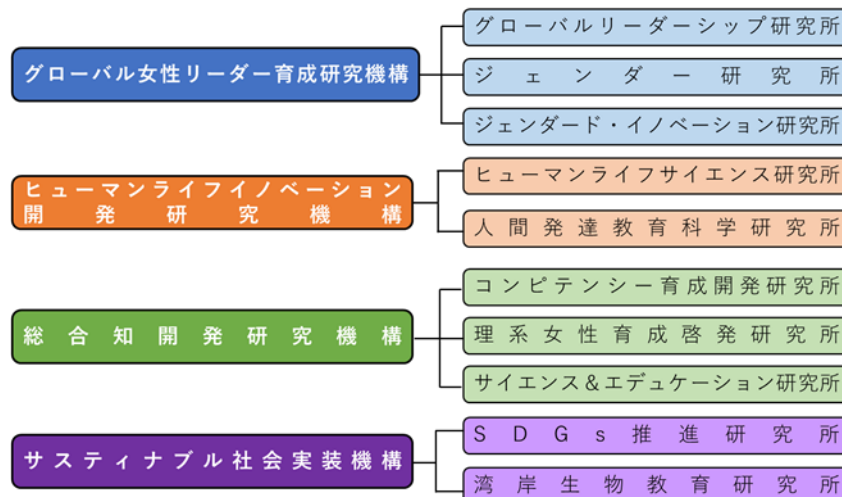 グローバル女性リーダー育成研究機構
グローバルリーダーシップ研究所
ジェンダー研究所
ジェンダード・イノベーション研究所
ヒューマンライフイノベーション
開発研究機構
ヒューマンライフサイエンス研究所
人間発達教育科学研究所
総合知開発研究機構
コンピテンシー育成開発研究所
理系女性育成啓発研究所
サイエンス&エデュケーション研究所
サスティナブル社会実装機構
SDGs推進研究所
湾岸生物教育研究所